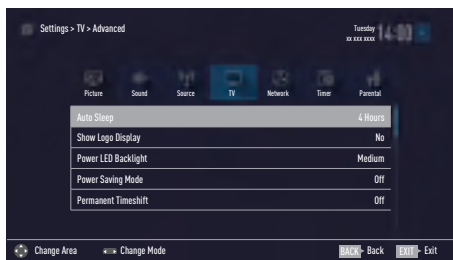 Settings > TV > Advanced
Tuesday
xx xxx xxxx
14:00
Picture Sound Source TV Network Timer Parental
Auto Sleep 4 Hours
Show Logo Display No
Power LED Backlight Medium
Power Saving Mode Off
Permanent Timeshift Off
Change Area Change Mode BACK Back EXIT Exit